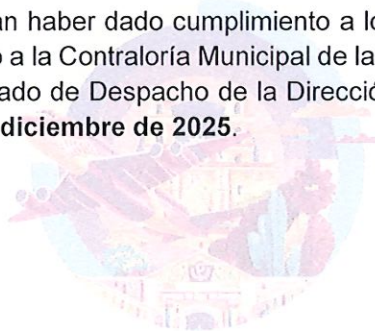 an haber dado cumplimiento a lo
o a la Contraloría Municipal de la
ado de Despacho de la Direcció
diciembre de 2025.